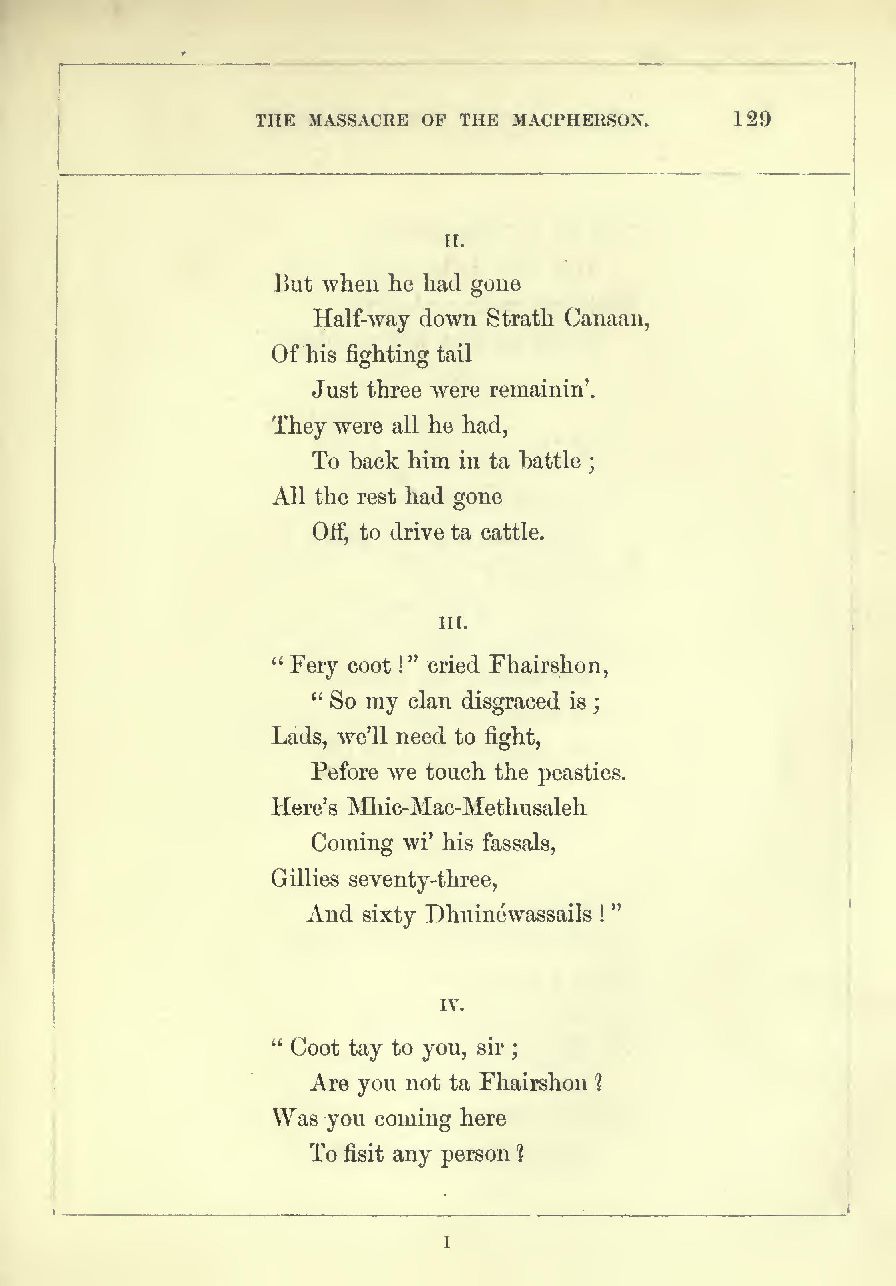 THE MASSACRE OF THE MACPHERSON. 129
II.
But when he had gone
Half-way down Strath Canaan,
Of his fighting tail
Just three were remainin’.
They were all he had,
To back him in ta battle ;
All the rest had gone
Off, to drive ta cattle.
III.
“ Fery coot ! ” cried Fhairshon,
“ So my clan disgraced is ;
Lads, we’ll need to fight,
Pefore we touch the peasties.
Here’s Mhic-Mac-Methusaleh
Coming wi’ his fassals,
Gillies seventy-three,
And sixty Dhuinéwassails ! ”
IV.
“ Coot tay to you, sir ;
Are you not ta Fhairshon ?
Was you coming here
To fisit any person ?
I